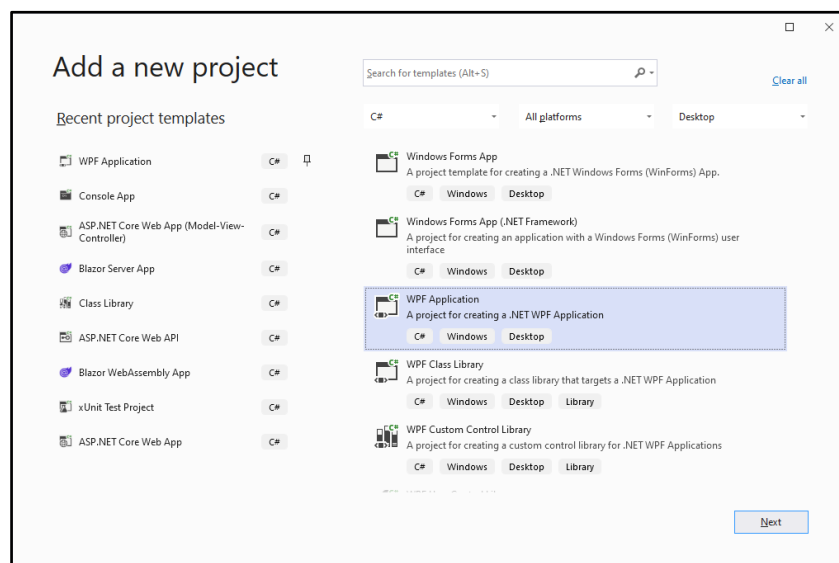 Add a new project
Search for templates (Alt+S)
Clear all
Recent project templates
C#
All platforms
Desktop
WPF Application
C#
Console App
C#
ASP.NET Core Web App (Model-View-
Controller)
C#
Blazor Server App
C#
Class Library
C#
ASP.NET Core Web API
C#
Blazor WebAssembly App
C#
xUnit Test Project
C#
ASP.NET Core Web App
C#
Windows Forms App
A project template for creating a .NET Windows Forms (WinForms) App.
C# Windows Desktop
Windows Forms App (.NET Framework)
A project for creating an application with a Windows Forms (WinForms) user
interface
C# Windows Desktop
WPF Application
A project for creating a .NET WPF Application
C# Windows Desktop
WPF Class Library
A project for creating a class library that targets a .NET WPF Application
C# Windows Desktop Library
WPF Custom Control Library
A project for creating a custom control library for .NET WPF Applications
C# Windows Desktop Library
Next